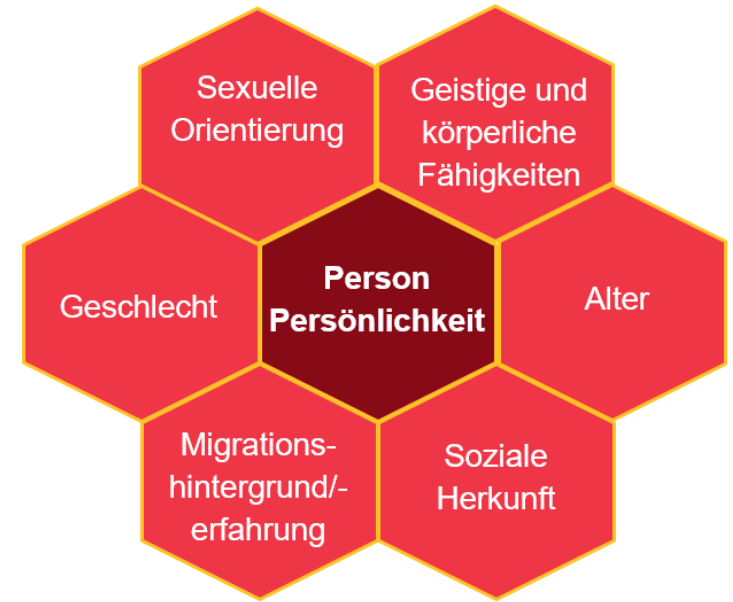 Sexuelle
Orientierung
Geistige und
körperliche
Fähigkeiten
Geschlecht
Person
Persönlichkeit
Alter
Migrations-
hintergrund/-
erfahrung
Soziale
Herkunft